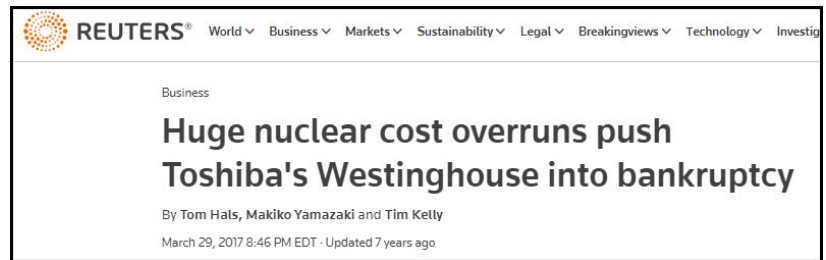 REUTERS® World Business Markets Sustainability Legal Breakingviews Technology Investig
Business
Huge nuclear cost overruns push
Toshiba's Westinghouse into bankruptcy
By Tom Hals, Makiko Yamazaki and Tim Kelly
March 29, 2017 8:46 PM EDT · Updated 7 years ago